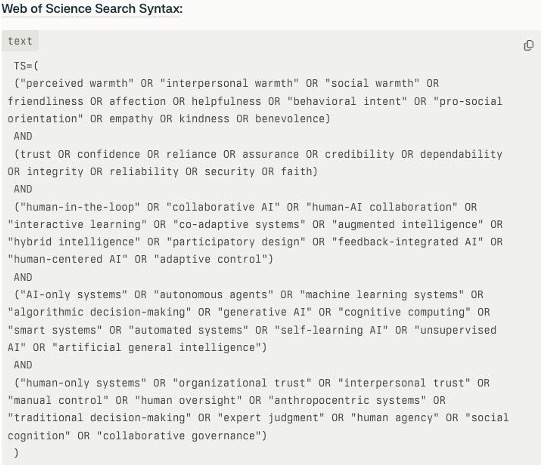 Web of Science Search Syntax:
text
TS=(
("perceived warmth" OR "interpersonal warmth" OR "social warmth" OR
friendliness OR affection OR helpfulness OR "behavioral intent" OR "pro-social
orientation" OR empathy OR kindness OR benevolence)
AND
(trust OR confidence OR reliance OR assurance OR credibility OR dependability
OR integrity OR reliability OR security OR faith)
AND
("human-in-the-loop" OR "collaborative AI" OR "human-AI collaboration" OR
"interactive learning" OR "co-adaptive systems" OR "augmented intelligence" OR
"hybrid intelligence" OR "participatory design" OR "feedback-integrated AI" OR
"human-centered AI" OR "adaptive control")
AND
("AI-only systems" OR "autonomous agents" OR "machine learning systems" OR
"algorithmic decision-making" OR "generative AI" OR "cognitive computing" OR
"smart systems" OR "automated systems" OR "self-learning AI" OR "unsupervised
AI" OR "artificial general intelligence")
AND
("human-only systems" OR "organizational trust" OR "interpersonal trust" OR
"manual control" OR "human oversight" OR "anthropocentric systems" OR
"traditional decision-making" OR "expert judgment" OR "human agency" OR "social
cognition" OR "collaborative governance")
)